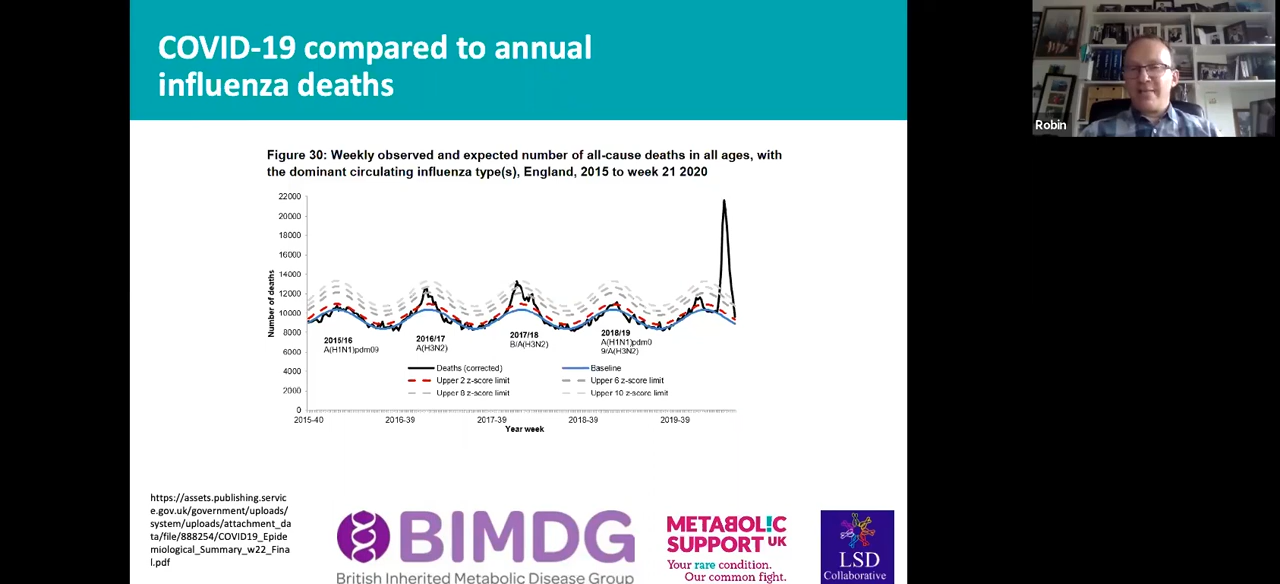 COVID-19 compared to annual
influenza deaths
Robin
Figure 30: Weekly observed and expected number of all-cause deaths in all ages, with
the dominant circulating influenza type(s), England, 2015 to week 21 2020
Number of deaths
22000
20000
18000
16000
14000
12000
10000
8000
6000
4000
2000
0
2015/16
A(H1N1)pdm09
2016/17
A(H3N2)
2017/18
B/A(H3N2)
2018/19
A(H1N1)pdm0
9/A(H3N2)
Deaths (corrected)
Baseline
Upper 2 z-score limit
Upper 6 z-score limit
Upper 8 z-score limit
Upper 10 z-score limit
2015-40
2016-39
2017-39
2018-39
2019-39
Year week
https://assets.publishing.servic
e.gov.uk/government/uploads/
system/uploads/attachment_da
ta/file/888254/COVID19_Epide
miological_Summary_w22_Fina
l.pdf
BIMDG
British Inherited Metabolic Disease Group
METABOL!C
SUPPORT UK
Your rare condition.
Our common fight.
LSD
Collaborative